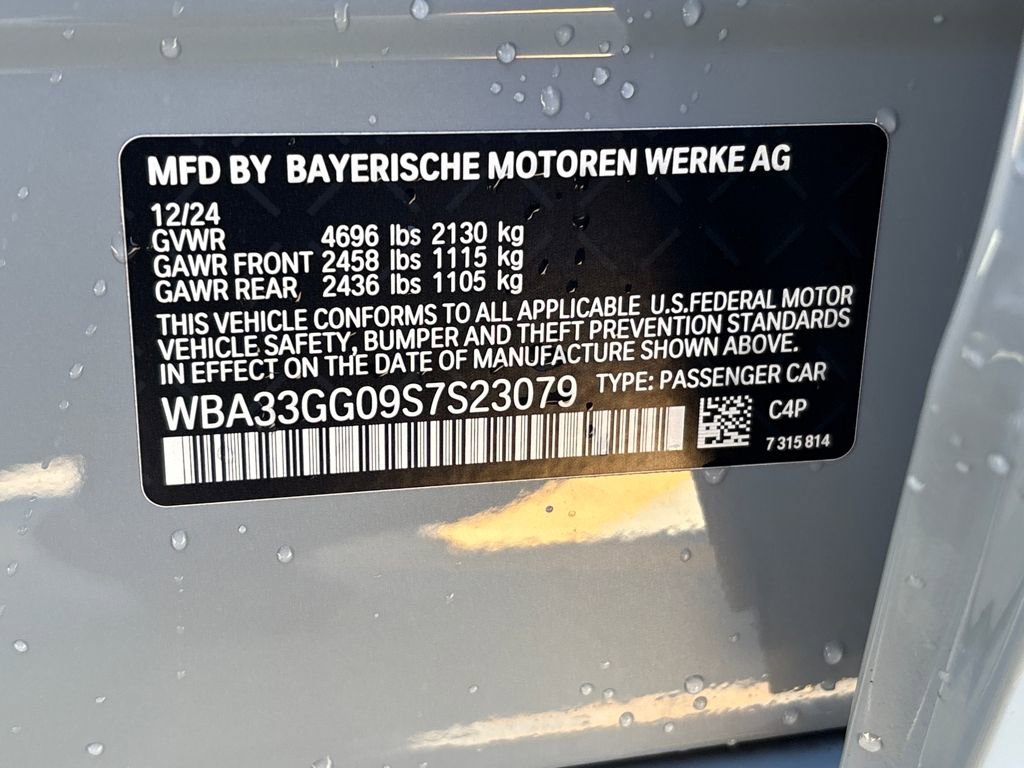 MFD BY BAYERISCHE MOTOREN WERKE AG
12/24
GVWR 4696 lbs 2130 kg
GAWR FRONT 2458 lbs 1115 kg
GAWR REAR 2436 lbs 1105 kg
THIS VEHICLE CONFORMS TO ALL APPLICABLE U.S.FEDERAL MOTOR
VEHICLE SAFETY, BUMPER AND THEFT PREVENTION STANDARDS
IN EFFECT ON THE DATE OF MANUFACTURE SHOWN ABOVE.
WBA33GG09S7S23079 TYPE: PASSENGER CAR
C4P
7 315 814